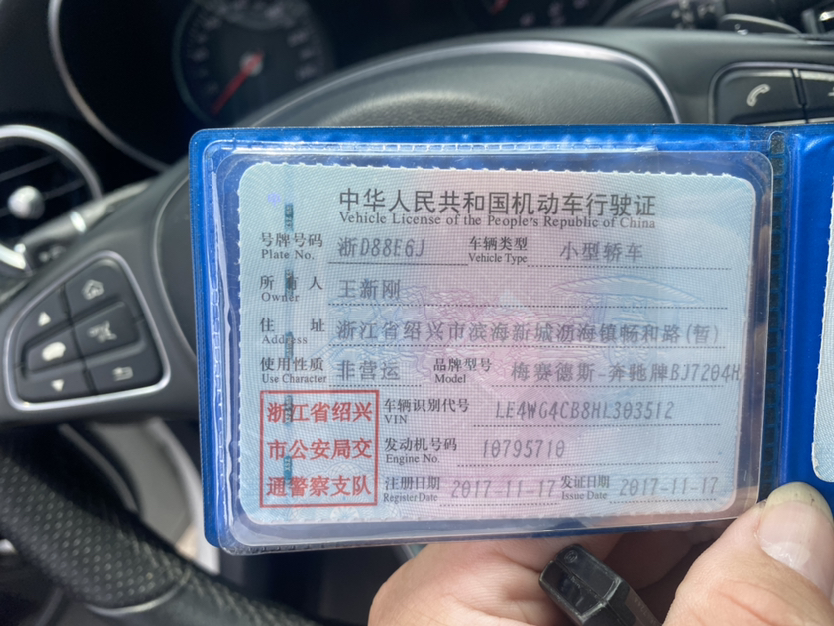 中华人民共和国机动车行驶证
Vehicle License of the People's Republic of China
号牌号码 浙D88E6J 车辆类型 小型轿车
Plate No. Vehicle Type
所有人 王新刚
Owner
住址 浙江省绍兴市滨海新城沥海镇畅和路(暂)
Address
使用性质 非营运 品牌型号 梅赛德斯-奔驰牌BJ7204H
Use Character Model
浙江省绍兴 车辆识别代号 LE4WG4CB8HL303512
VIN
市公安局交 发动机号码 10795710
Engine No.
通警察支队 注册日期 2017-11-17 发证日期 2017-11-17
Register Date Issue Date